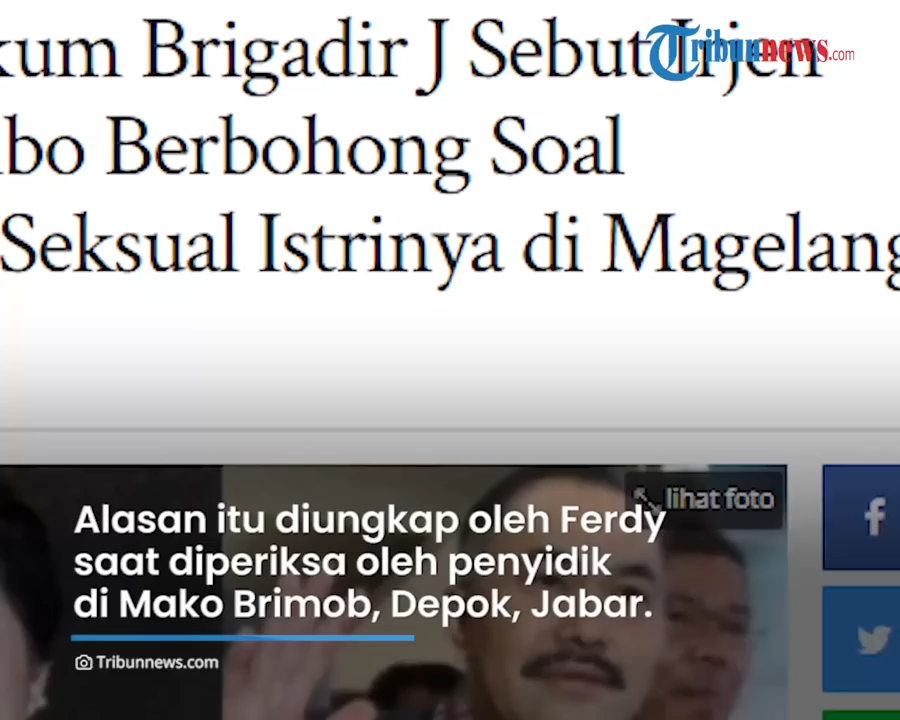 kum Brigadir J Sebut Irjen
Tribunnews.com
bo Berbohong Soal
Seksual Istrinya di Magelang
lihat foto
Alasan itu diungkap oleh Ferdy
saat diperiksa oleh penyidik
di Mako Brimob, Depok, Jabar.
Tribunnews.com